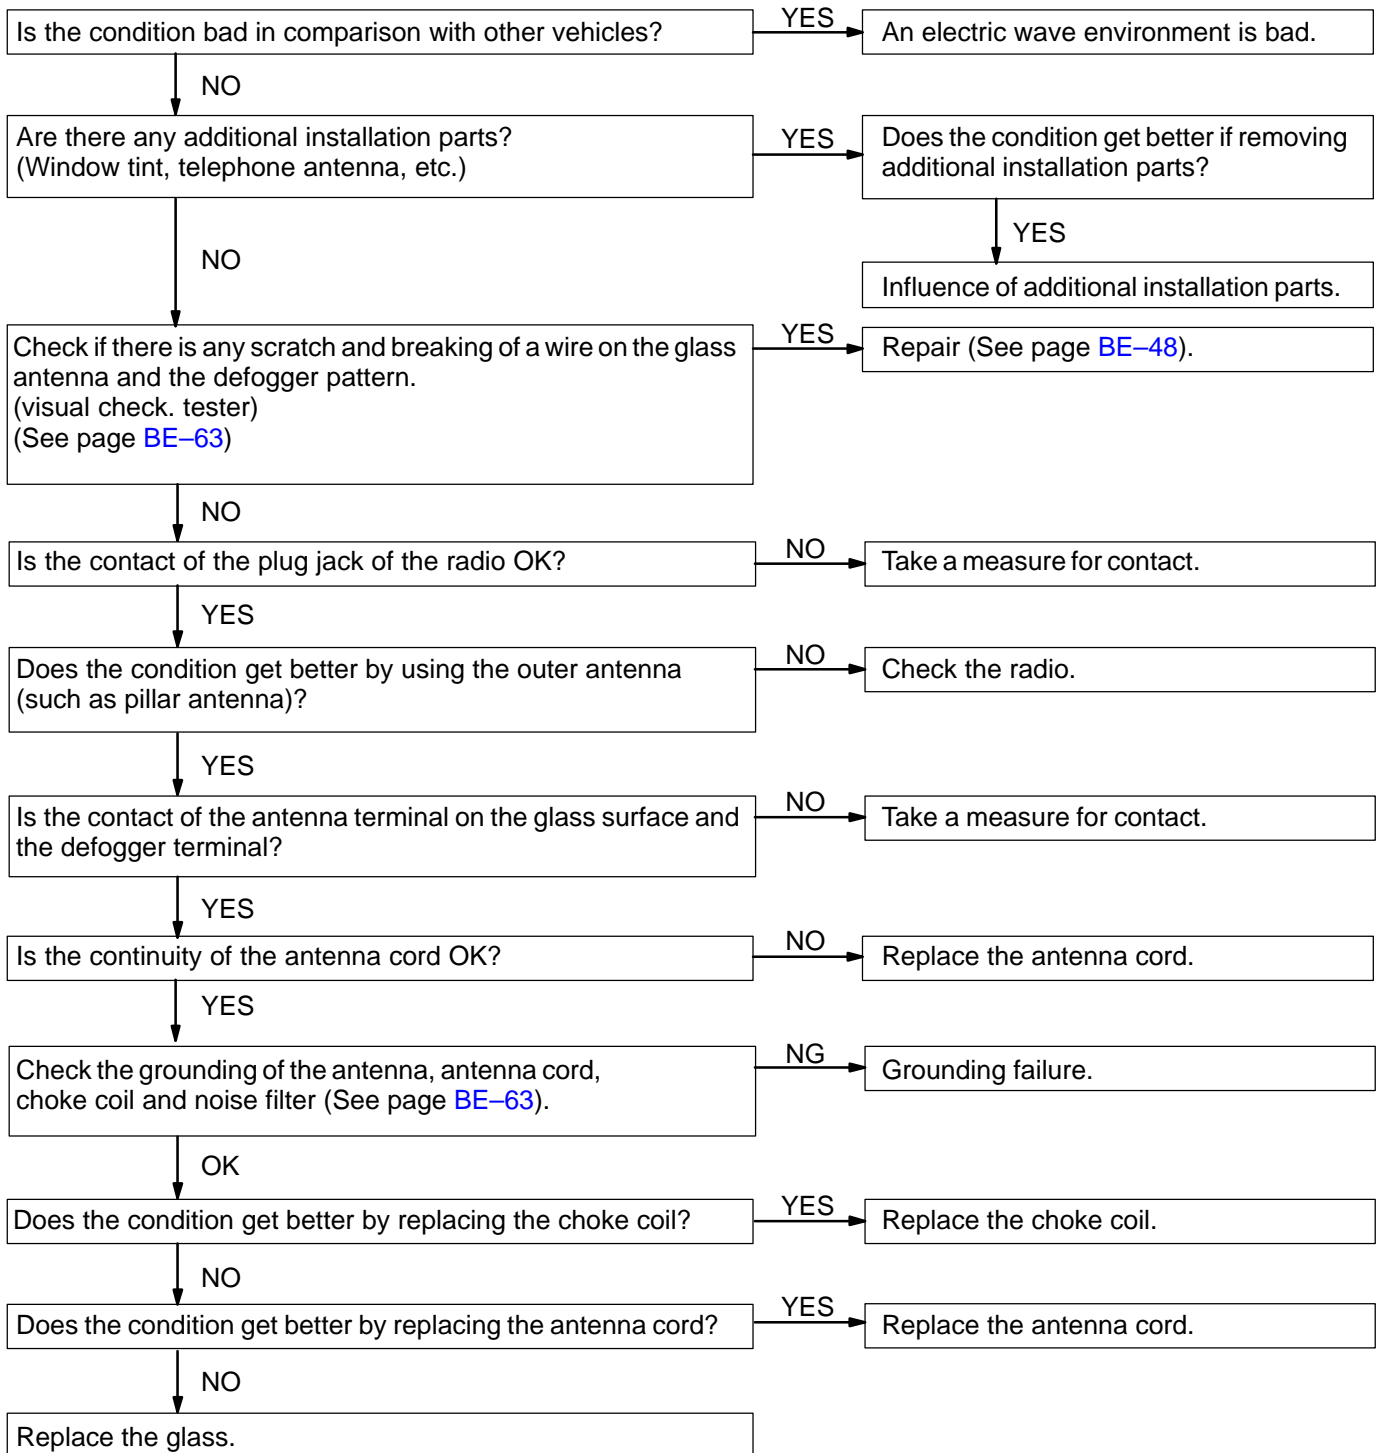 Is the condition bad in comparison with other vehicles?
YES
An electric wave environment is bad.
NO
Are there any additional installation parts?
(Window tint, telephone antenna, etc.)
YES
Does the condition get better if removing
additional installation parts?
YES
Influence of additional installation parts.
NO
Check if there is any scratch and breaking of a wire on the glass
antenna and the defogger pattern.
(visual check. tester)
(See page BE–63)
YES
Repair (See page BE–48).
NO
Is the contact of the plug jack of the radio OK?
NO
Take a measure for contact.
YES
Does the condition get better by using the outer antenna
(such as pillar antenna)?
NO
Check the radio.
YES
Is the contact of the antenna terminal on the glass surface and
the defogger terminal?
NO
Take a measure for contact.
YES
Is the continuity of the antenna cord OK?
NO
Replace the antenna cord.
YES
Check the grounding of the antenna, antenna cord,
choke coil and noise filter (See page BE–63).
NG
Grounding failure.
OK
Does the condition get better by replacing the choke coil?
YES
Replace the choke coil.
NO
Does the condition get better by replacing the antenna cord?
YES
Replace the antenna cord.
NO
Replace the glass.